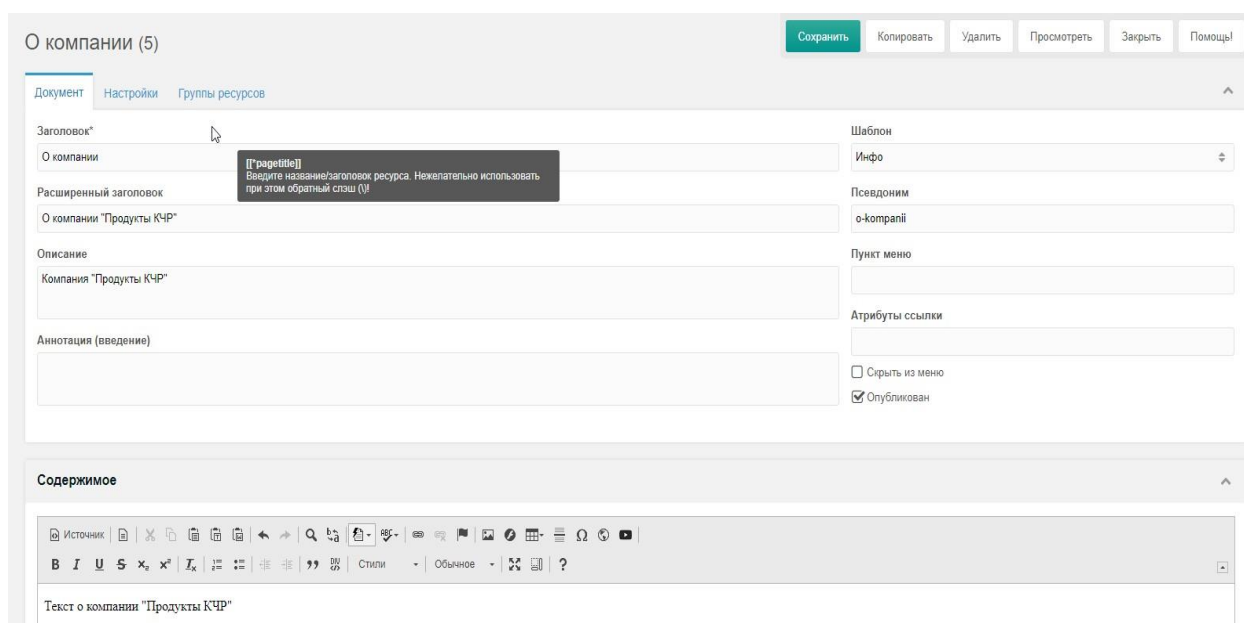 О компании (5)
Сохранить Копировать Удалить Просмотреть Закрыть Помощь!
Документ Настройки Группы ресурсов
Заголовок*
О компании
[[*pagetitle]]
Введите название/заголовок ресурса. Нежелательно использовать
при этом обратный слэш (\)!
Расширенный заголовок
О компании "Продукты КЧР"
Описание
Компания "Продукты КЧР"
Аннотация (введение)
Шаблон
Инфо
Псевдоним
o-kompanii
Пункт меню
Атрибуты ссылки
Скрыть из меню
Опубликован
Содержимое
Источник
Стили Обычное ?
Текст о компании "Продукты КЧР"